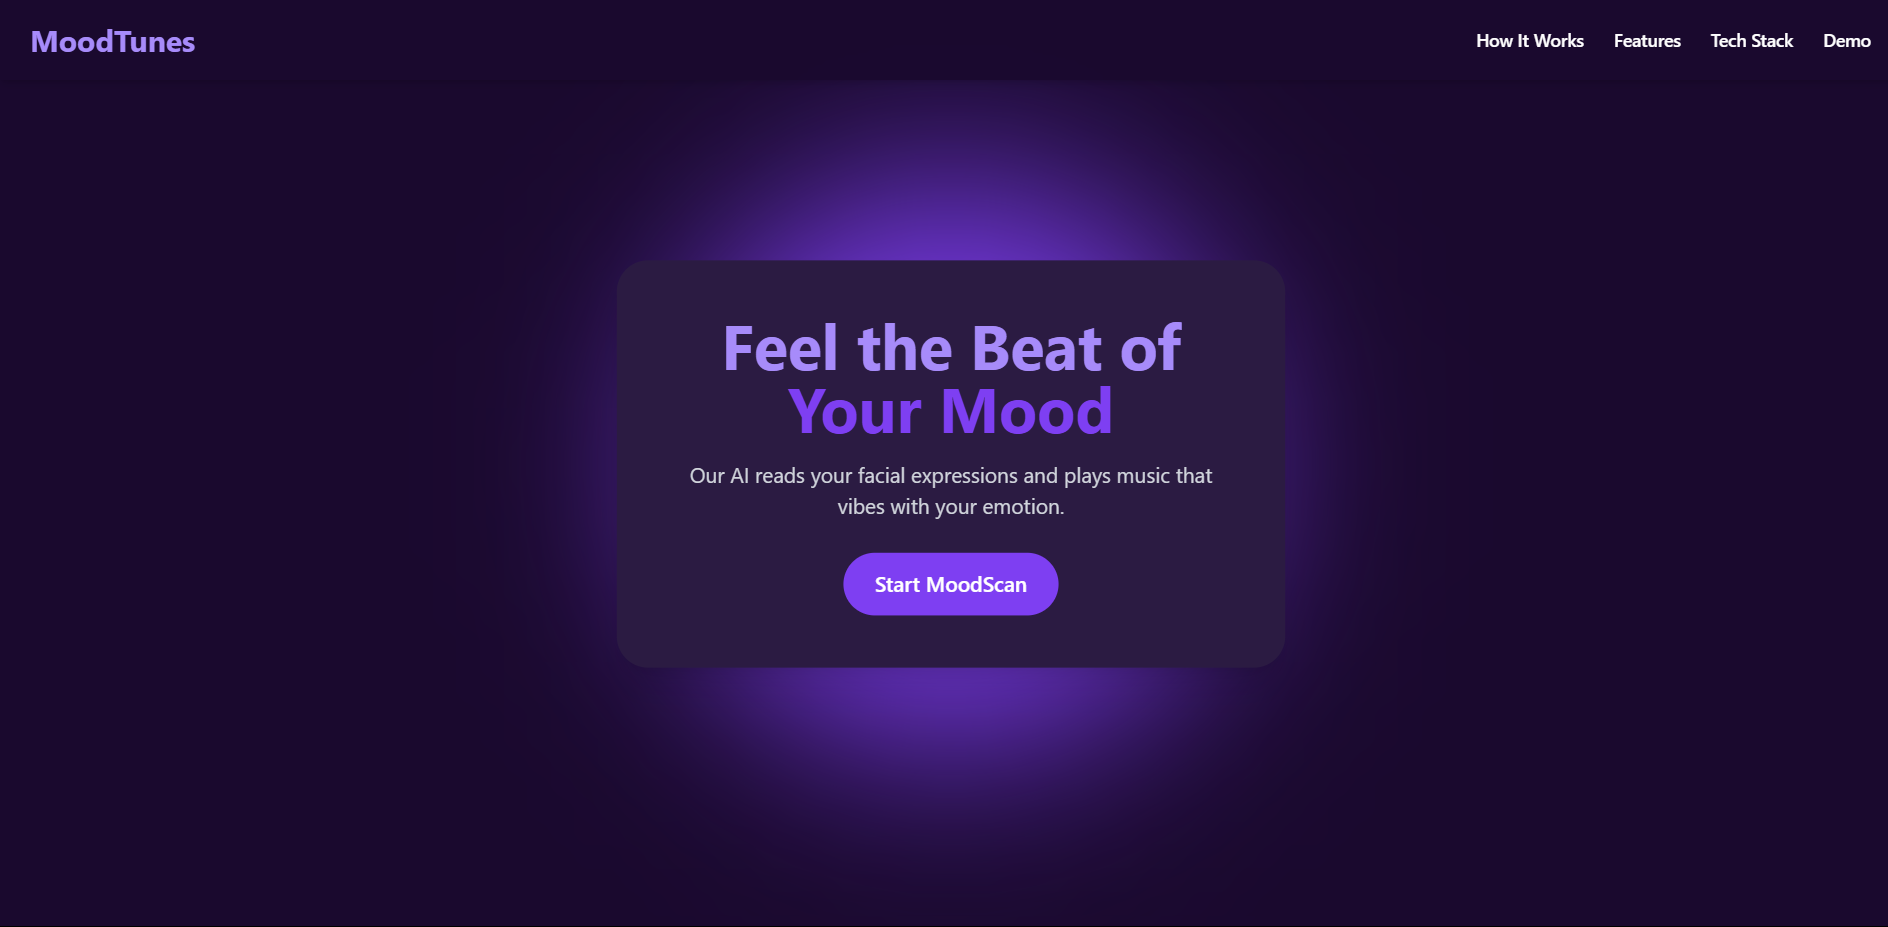 MoodTunes
How It Works
Features
Tech Stack
Demo
Feel the Beat of
Your Mood
Our AI reads your facial expressions and plays music that
vibes with your emotion.
Start MoodScan